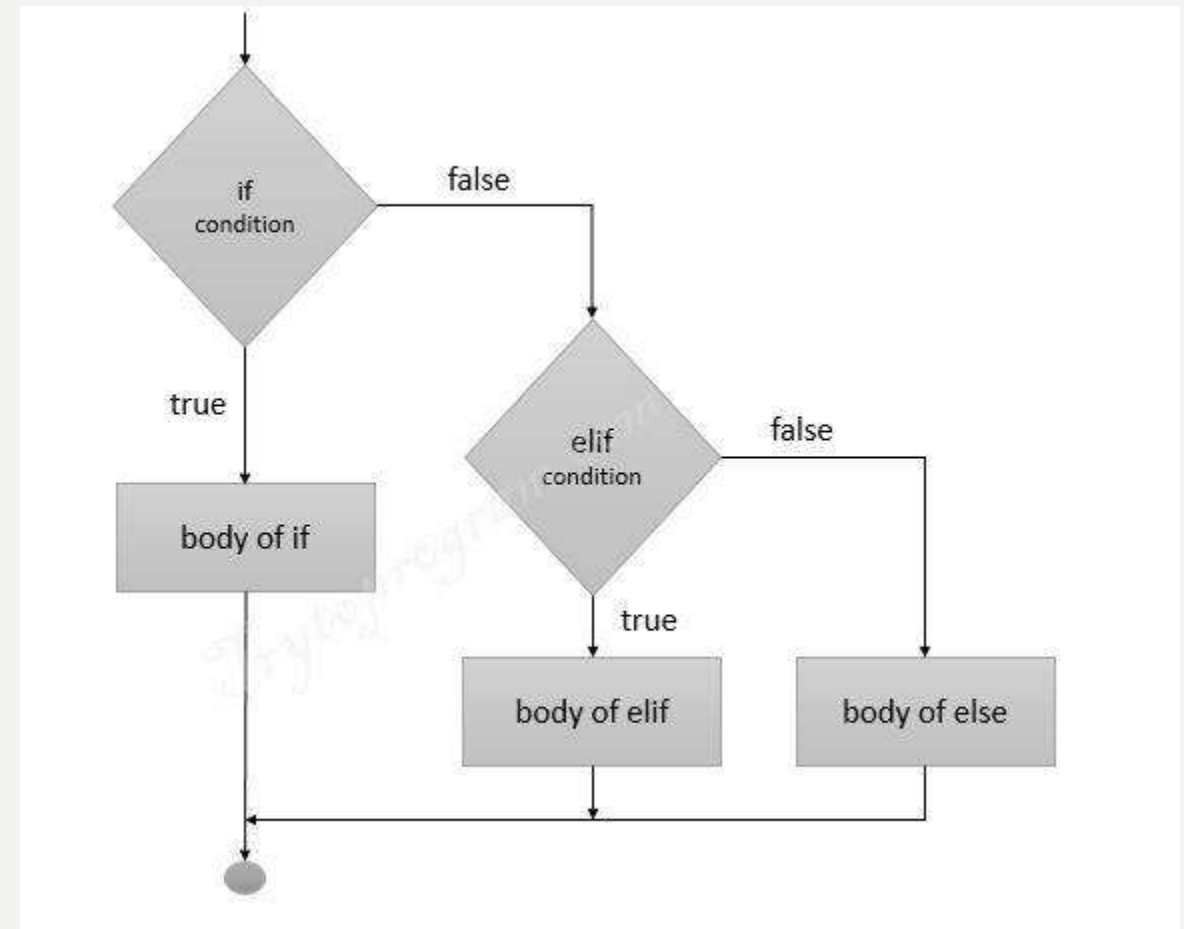 if
condition
false
true
elif
condition
false
body of if
true
body of elif
body of else